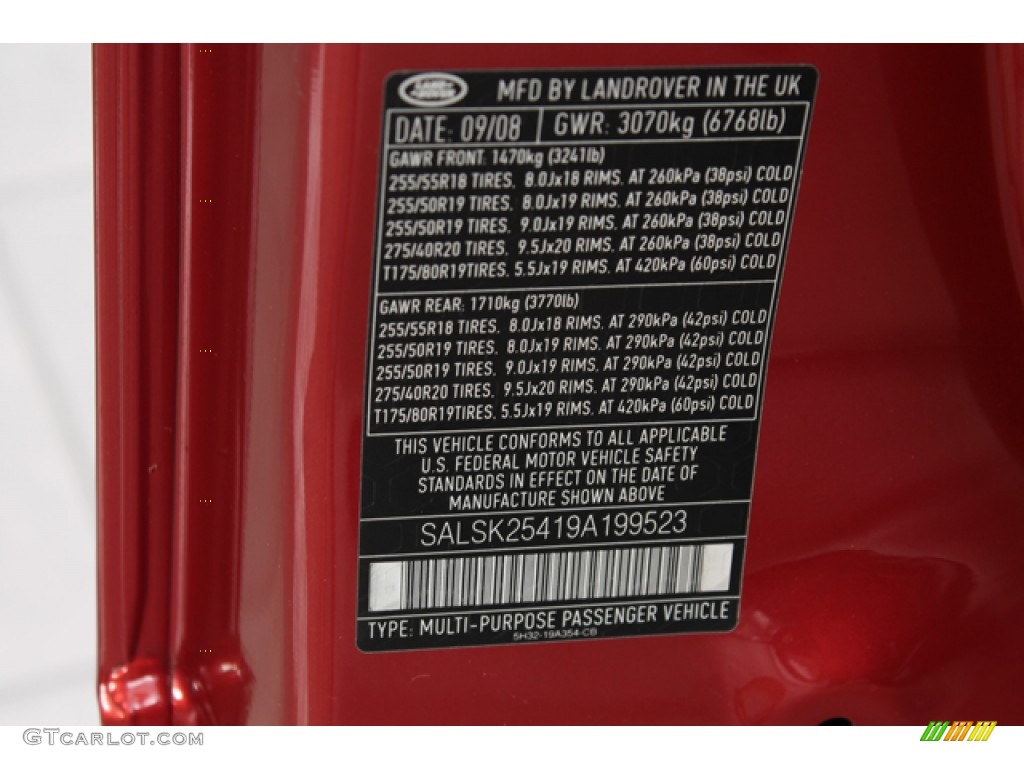 LAND ROVER
MFD BY LANDROVER IN THE UK
DATE: 09/08 GWR: 3070kg (6768lb)
GAWR FRONT: 1470kg (3241lb)
255/55R18 TIRES. 8.0Jx18 RIMS. AT 260kPa (38psi) COLD
255/50R19 TIRES. 8.0Jx19 RIMS. AT 260kPa (38psi) COLD
255/50R19 TIRES. 9.0Jx19 RIMS. AT 260kPa (38psi) COLD
275/40R20 TIRES. 9.5Jx20 RIMS. AT 260kPa (38psi) COLD
T175/80R19TIRES. 5.5Jx19 RIMS. AT 420kPa (60psi) COLD
GAWR REAR: 1710kg (3770lb)
255/55R18 TIRES. 8.0Jx18 RIMS. AT 290kPa (42psi) COLD
255/50R19 TIRES. 8.0Jx19 RIMS. AT 290kPa (42psi) COLD
255/50R19 TIRES. 9.0Jx19 RIMS. AT 290kPa (42psi) COLD
275/40R20 TIRES. 9.5Jx20 RIMS. AT 290kPa (42psi) COLD
T175/80R19TIRES. 5.5Jx19 RIMS. AT 420kPa (60psi) COLD
THIS VEHICLE CONFORMS TO ALL APPLICABLE
U.S. FEDERAL MOTOR VEHICLE SAFETY
STANDARDS IN EFFECT ON THE DATE OF
MANUFACTURE SHOWN ABOVE
SALSK25419A199523
TYPE: MULTI-PURPOSE PASSENGER VEHICLE
5H32-19A354-CB
GTCARLOT.COM